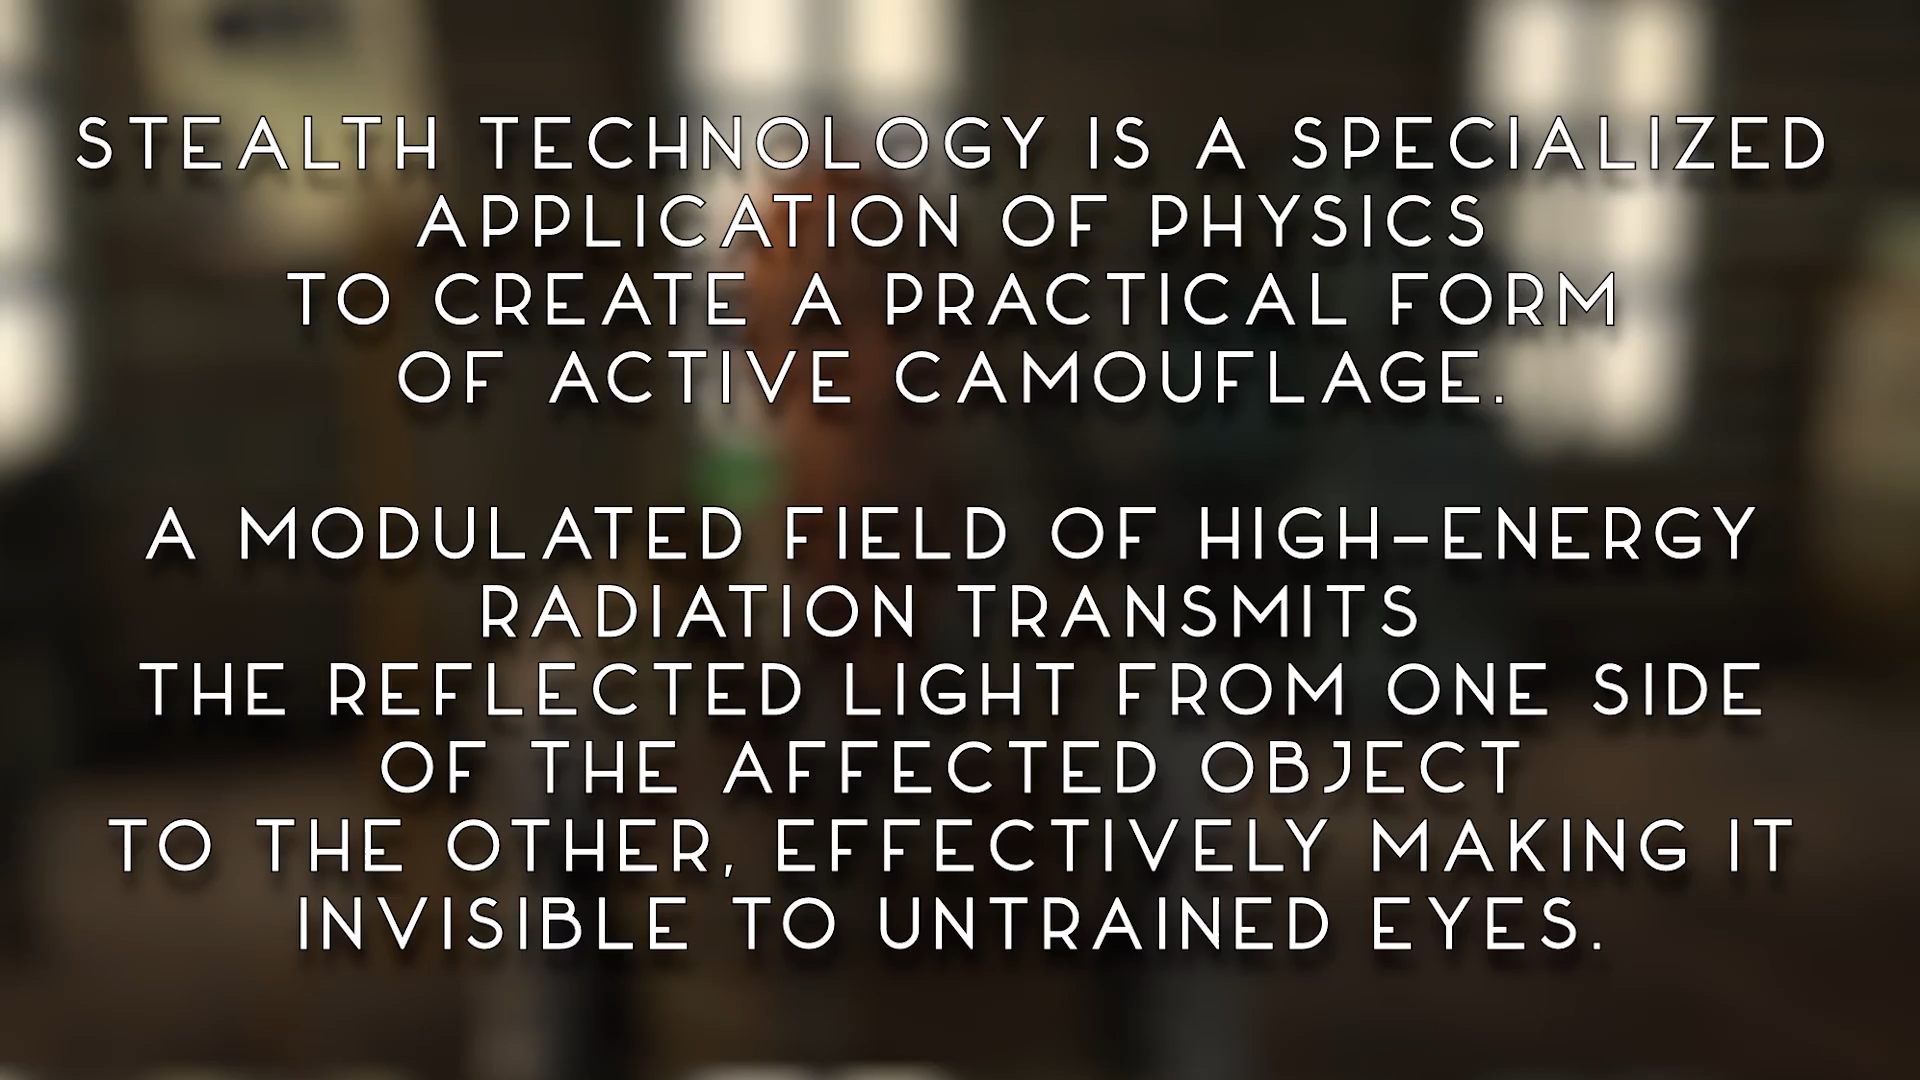 STEALTH TECHNOLOGY IS A SPECIALIZED
APPLICATION OF PHYSICS
TO CREATE A PRACTICAL FORM
OF ACTIVE CAMOUFLAGE.
A MODULATED FIELD OF HIGH-ENERGY
RADIATION TRANSMITS
THE REFLECTED LIGHT FROM ONE SIDE
OF THE AFFECTED OBJECT
TO THE OTHER, EFFECTIVELY MAKING IT
INVISIBLE TO UNTRAINED EYES.